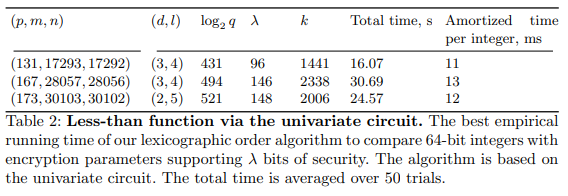 (p, m, n) (d, l) log₂ q λ k Total time, s Amortized time
per integer, ms
(131, 17293, 17292) (3, 4) 431 96 1441 16.07 11
(167, 28057, 28056) (3, 4) 494 146 2338 30.69 13
(173, 30103, 30102) (2, 5) 521 148 2006 24.57 12
Table 2: Less-than function via the univariate circuit. The best empirical
running time of our lexicographic order algorithm to compare 64-bit integers with
encryption parameters supporting λ bits of security. The algorithm is based on
the univariate circuit. The total time is averaged over 50 trials.